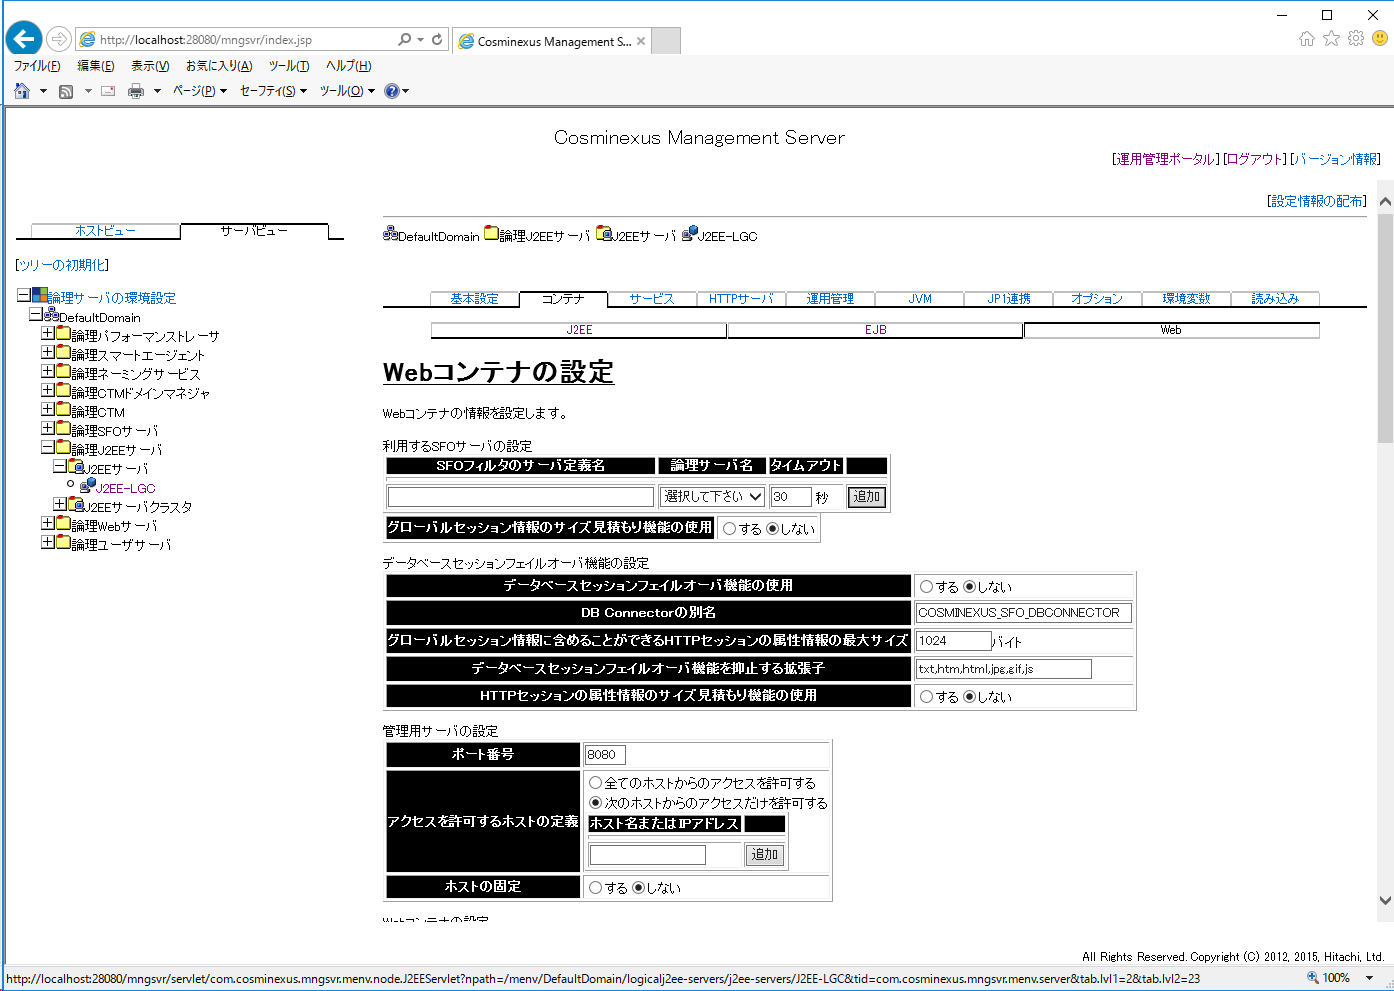 http://localhost:28080/mngsvr/index.jsp
Cosminexus Management S...
ファイル(F) 編集(E) 表示(V) お気に入り(A) ツール(T) ヘルプ(H)
ページ(P) セーフティ(S) ツール(O)
Cosminexus Management Server
[運用管理ポータル] [ログアウト] [バージョン情報]
[設定情報の配布]
ホストビュー サーバビュー
[ツリーの初期化]
論理サーバの環境設定
DefaultDomain
論理パフォーマンストレーサ
論理スマートエージェント
論理ネーミングサービス
論理CTMドメインマネジャ
論理CTM
論理SFOサーバ
論理J2EEサーバ
J2EEサーバ
J2EE-LGC
J2EEサーバクラスタ
論理Webサーバ
論理ユーザサーバ
DefaultDomain 論理J2EEサーバ J2EEサーバ J2EE-LGC
基本設定 コンテナ サービス HTTPサーバ 運用管理 JVM JP1連携 オプション 環境変数 読み込み
J2EE EJB Web
Webコンテナの設定
Webコンテナの情報を設定します。
利用するSFOサーバの設定
SFOフィルタのサーバ定義名 論理サーバ名 タイムアウト
選択して下さい 30 秒 追加
グローバルセッション情報のサイズ見積もり機能の使用 する しない
データベースセッションフェイルオーバ機能の設定
データベースセッションフェイルオーバ機能の使用 する しない
DB Connectorの別名 COSMINEXUS_SFO_DBCONNECTOR
グローバルセッション情報に含めることができるHTTPセッションの属性情報の最大サイズ 1024 バイト
データベースセッションフェイルオーバ機能を抑止する拡張子 txt,htm,html,jpg,gif,js
HTTPセッションの属性情報のサイズ見積もり機能の使用 する しない
管理用サーバの設定
ポート番号 8080
アクセスを許可するホストの定義 全てのホストからのアクセスを許可する
次のホストからのアクセスだけを許可する
ホスト名またはIPアドレス
追加
ホストの固定 する しない
Webコンテナの設定
All Rights Reserved. Copyright (C) 2012, 2015, Hitachi, Ltd.
http://localhost:28080/mngsvr/servlet/com.cosminexus.mngsvr.menv.node.J2EEServlet?npath=/menv/DefaultDomain/logicalj2ee-servers/j2ee-servers/J2EE-LGC&tid=com.cosminexus.mngsvr.menv.server&tab.lvl1=2&tab.lvl2=23 100%